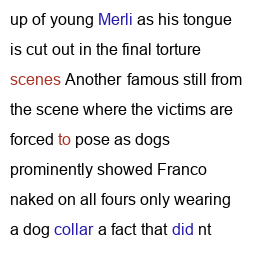 up of young Merli as his tongue
is cut out in the final torture
scenes Another famous still from
the scene where the victims are
forced to pose as dogs
prominently showed Franco
naked on all fours only wearing
a dog collar a fact that did nt